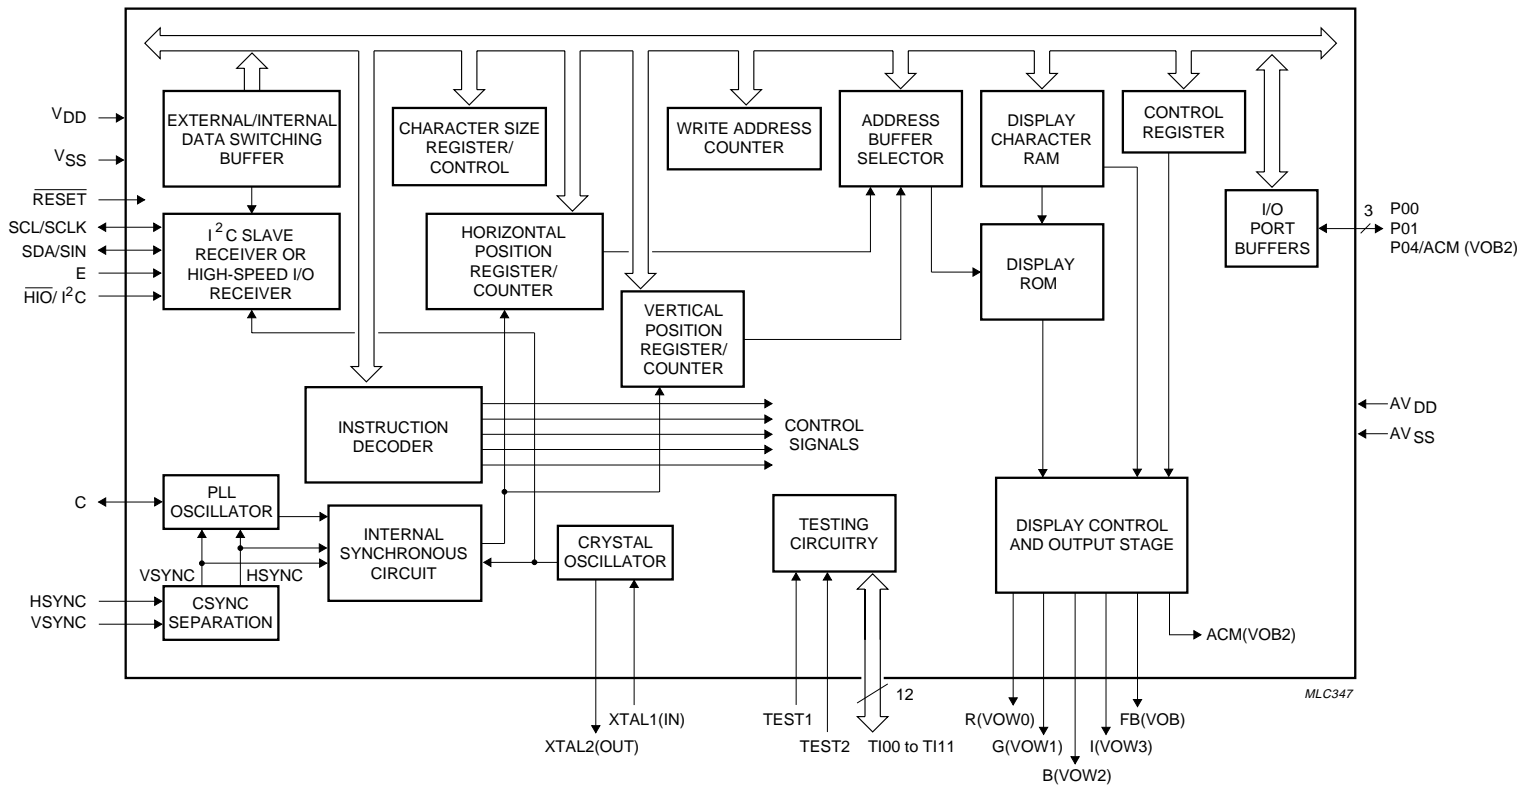 VDD
VSS
RESET
SCL/SCLK
SDA/SIN
E
HIO/ I2C
EXTERNAL/INTERNAL
DATA SWITCHING
BUFFER
I2C SLAVE
RECEIVER OR
HIGH-SPEED I/O
RECEIVER
CHARACTER SIZE
REGISTER/
CONTROL
HORIZONTAL
POSITION
REGISTER/
COUNTER
WRITE ADDRESS
COUNTER
VERTICAL
POSITION
REGISTER/
COUNTER
ADDRESS
BUFFER
SELECTOR
DISPLAY
CHARACTER
RAM
DISPLAY
ROM
CONTROL
REGISTER
I/O
PORT
BUFFERS
3
P00
P01
P04/ACM (VOB2)
AVDD
AVSS
INSTRUCTION
DECODER
CONTROL
SIGNALS
C
PLL
OSCILLATOR
INTERNAL
SYNCHRONOUS
CIRCUIT
CRYSTAL
OSCILLATOR
TESTING
CIRCUITRY
DISPLAY CONTROL
AND OUTPUT STAGE
VSYNC
HSYNC
HSYNC
VSYNC
CSYNC
SEPARATION
ACM(VOB2)
12
MLC347
XTAL1(IN)
XTAL2(OUT)
TEST1
TEST2
TI00 to TI11
R(VOW0)
G(VOW1)
B(VOW2)
I(VOW3)
FB(VOB)